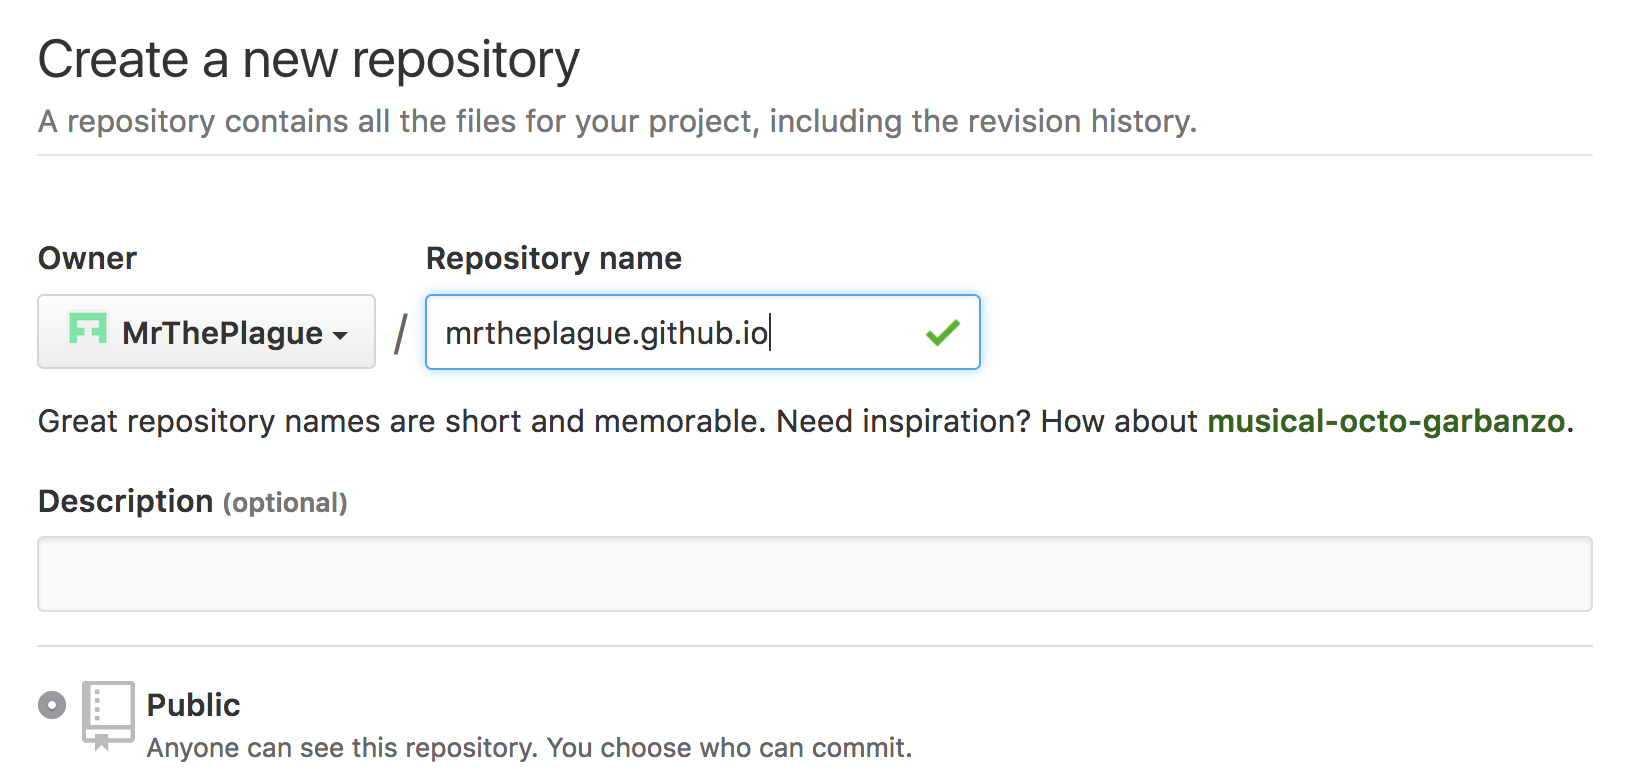 Create a new repository
A repository contains all the files for your project, including the revision history.
Owner
Repository name
MrThePlague / mrtheplague.github.io
Great repository names are short and memorable. Need inspiration? How about musical-octo-garbanzo.
Description (optional)
Public
Anyone can see this repository. You choose who can commit.